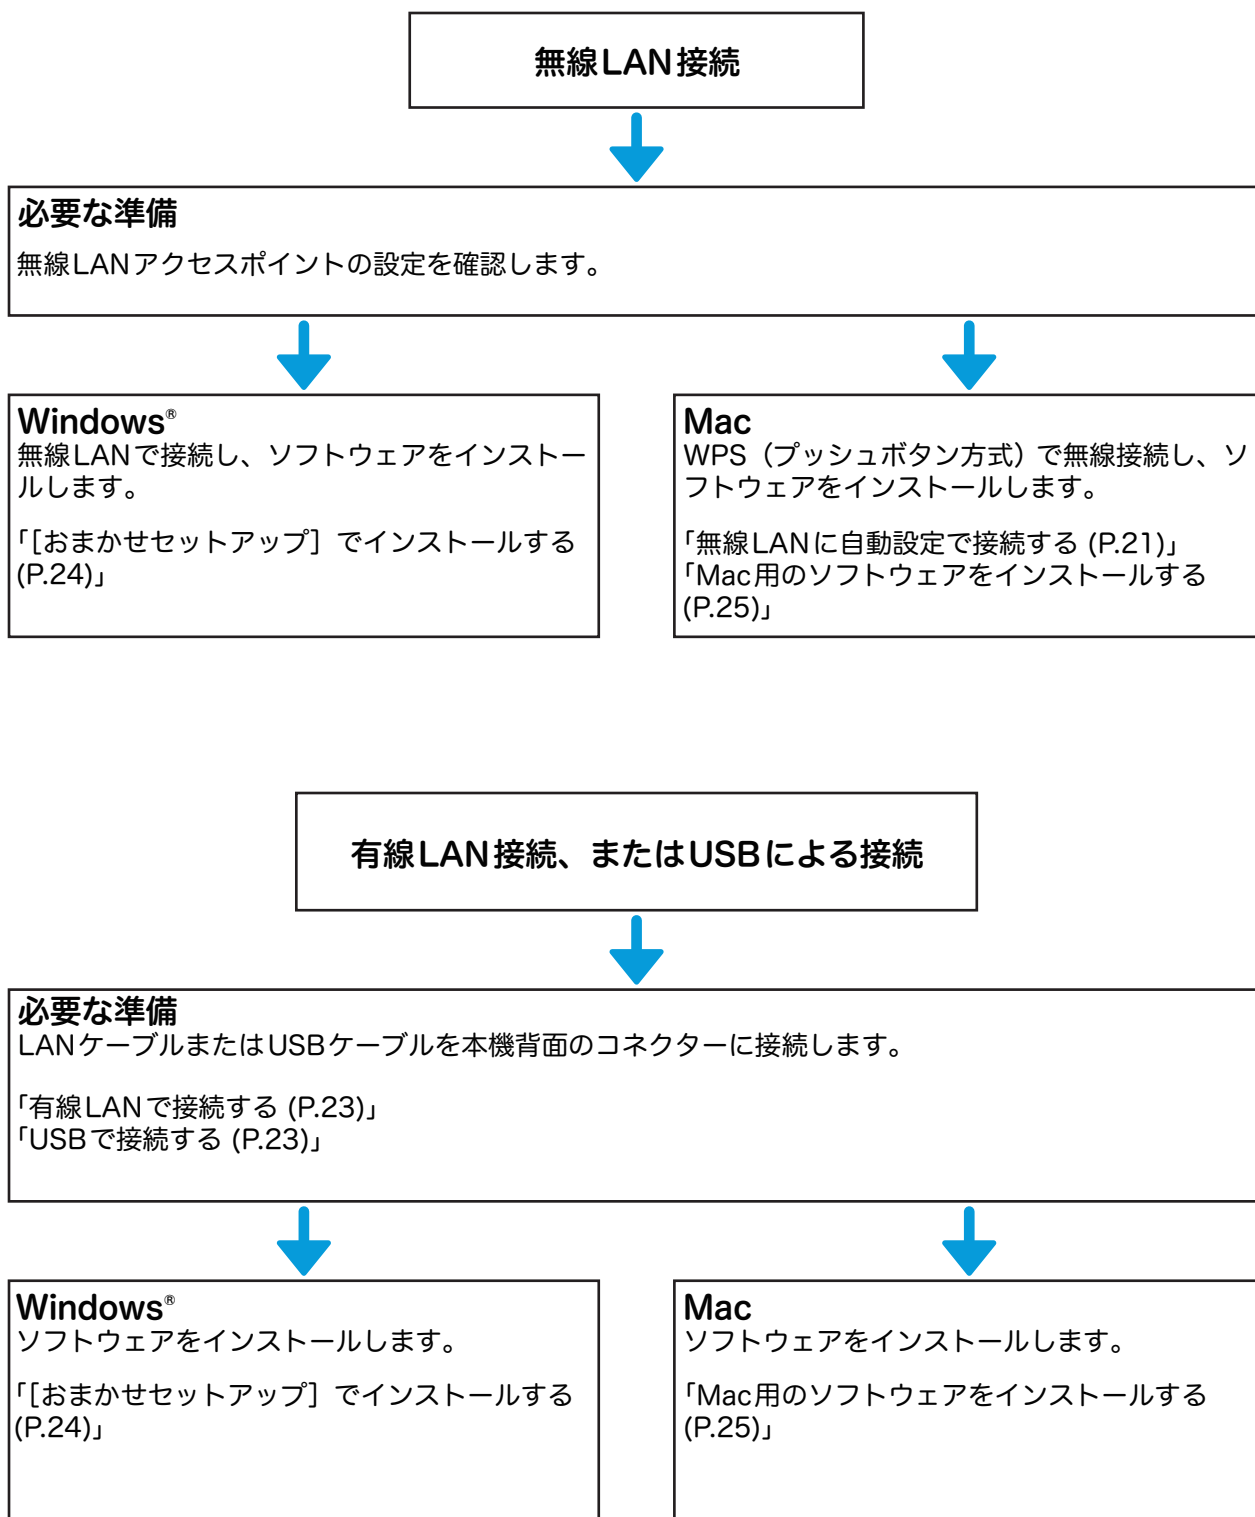 無線LAN接続
必要な準備
無線LANアクセスポイントの設定を確認します。
Windows®
無線LANで接続し、ソフトウェアをインストー
ルします。
「[おまかせセットアップ］でインストールする
(P.24)」
Mac
WPS（プッシュボタン方式）で無線接続し、ソ
フトウェアをインストールします。
「無線LANに自動設定で接続する (P.21)」
「Mac用のソフトウェアをインストールする
(P.25)」
有線LAN接続、またはUSBによる接続
必要な準備
LANケーブルまたはUSBケーブルを本機背面のコネクターに接続します。
「有線LANで接続する (P.23)」
「USBで接続する (P.23)」
Windows®
ソフトウェアをインストールします。
「[おまかせセットアップ］でインストールする
(P.24)」
Mac
ソフトウェアをインストールします。
「Mac用のソフトウェアをインストールする
(P.25)」